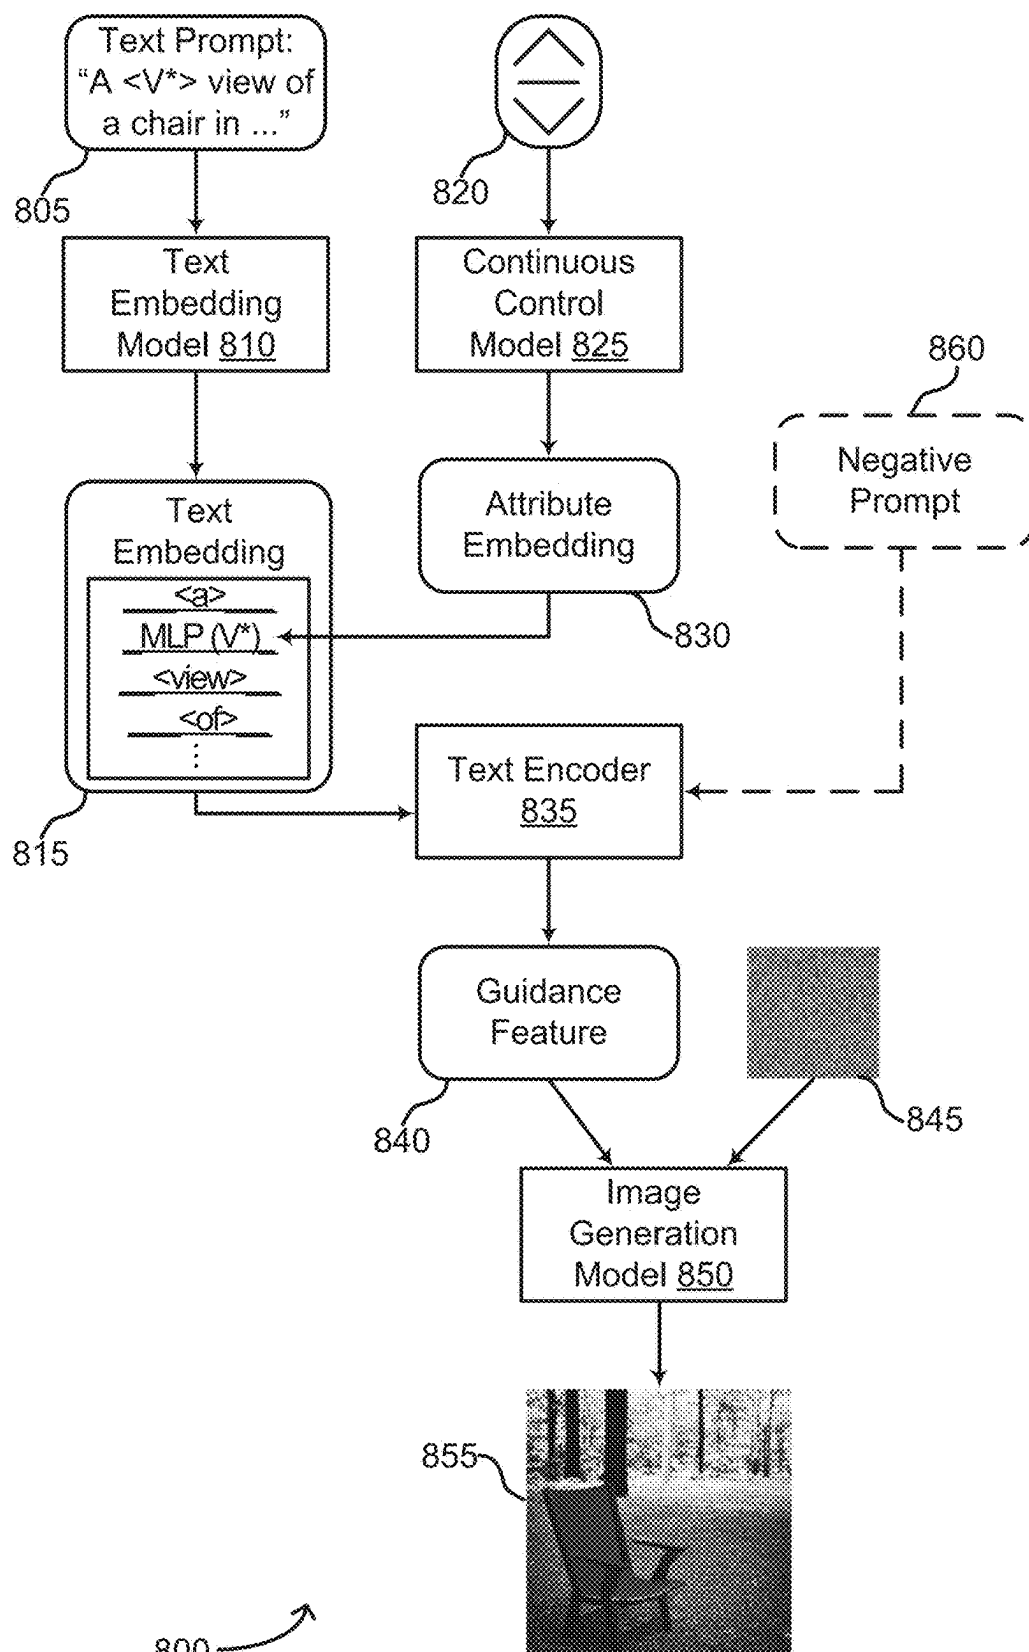 Text Prompt:
“A <V*> view of
a chair in ...”
805
820
Text
Embedding
Model 810
Continuous
Control
Model 825
860
Negative
Prompt
Text
Embedding
<a>
MLP (V*)
<view>
<of>
⋮
815
Attribute
Embedding
830
Text Encoder
835
Guidance
Feature
840
845
Image
Generation
Model 850
855
800